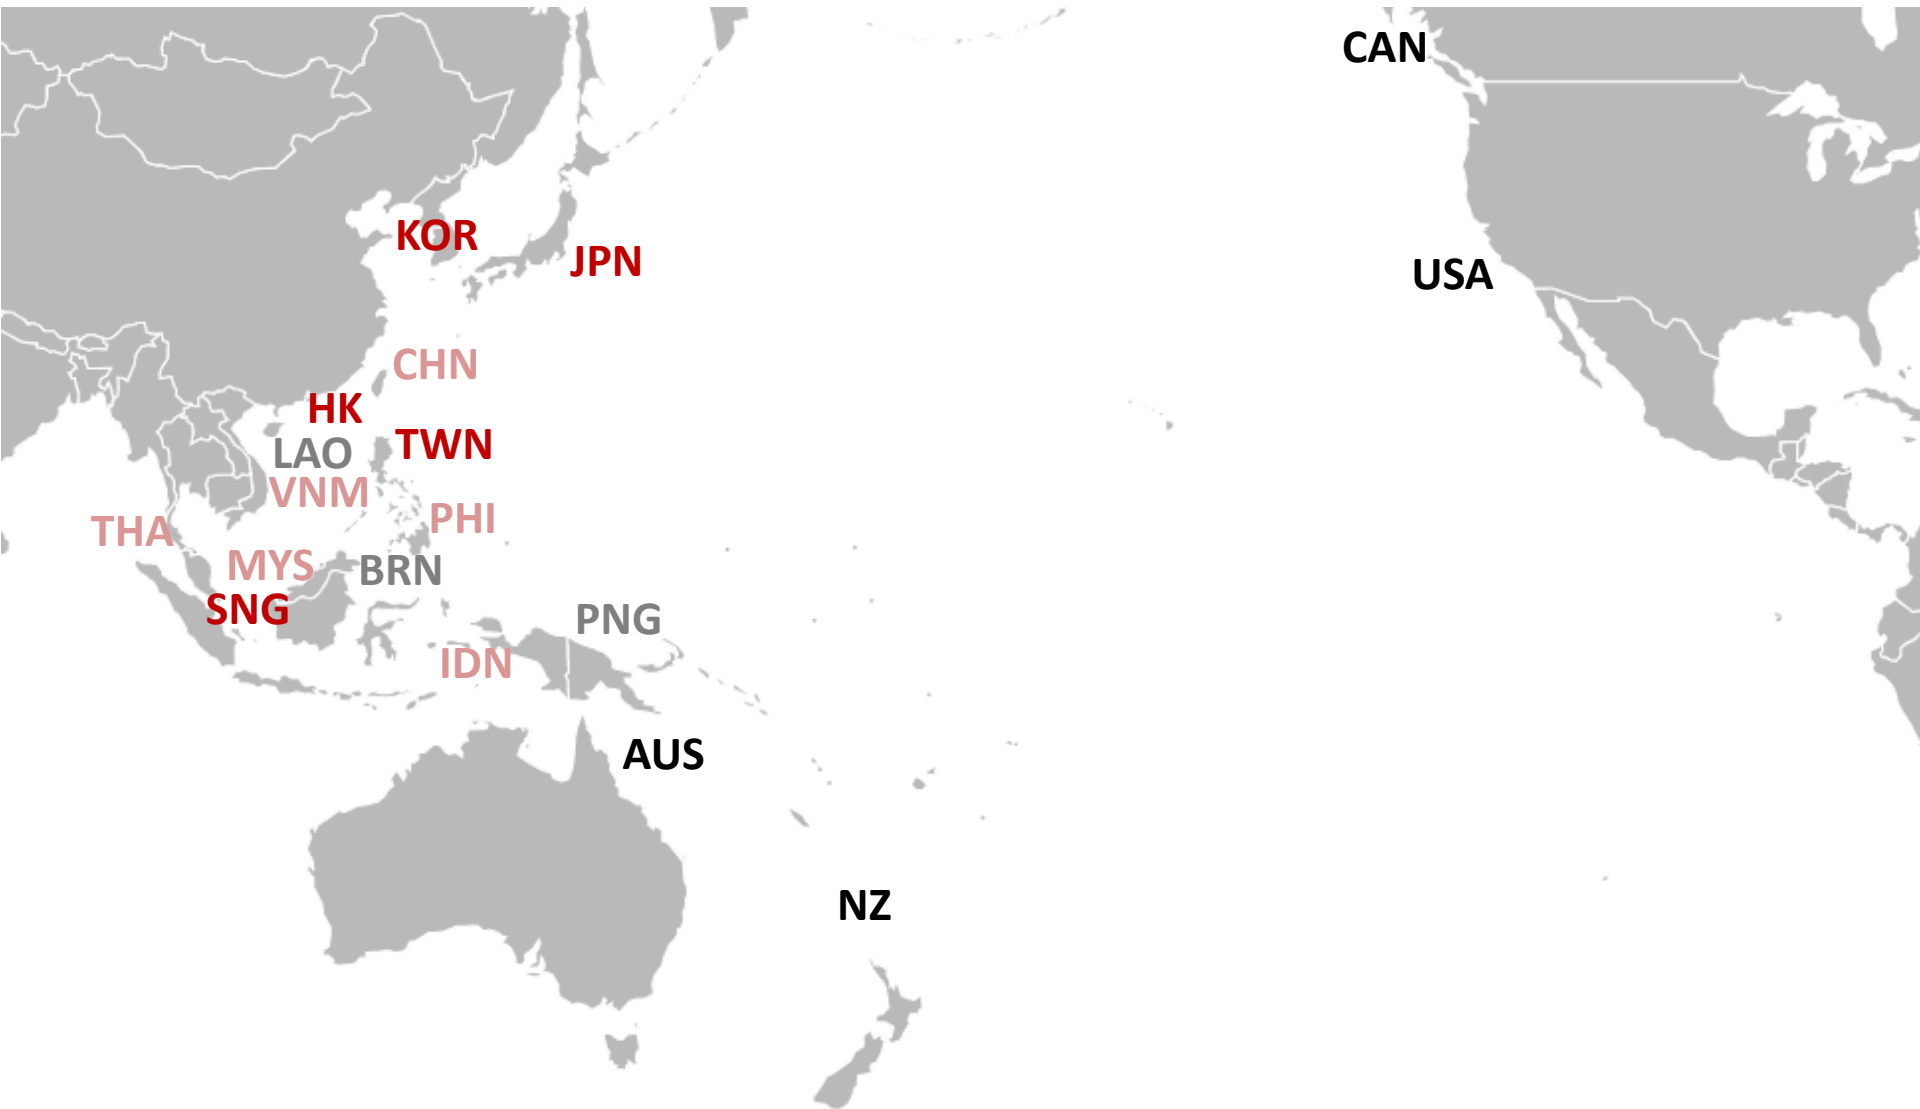 CAN
KOR
JPN
USA
CHN
HK
TWN
LAO
VNM
PHI
THA
MYS
BRN
SNG
PNG
IDN
AUS
NZ